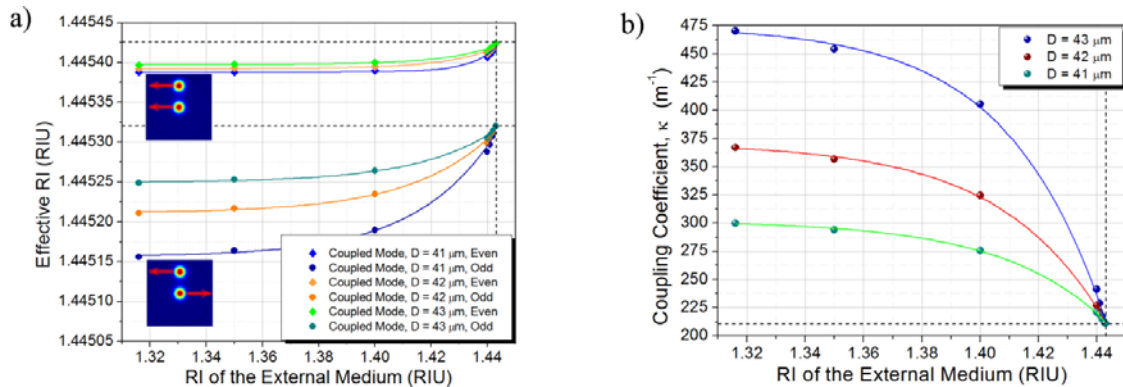 a)
1.44545
1.44540
1.44535
1.44530
1.44525
1.44520
1.44515
1.44510
1.44505
Effective RI (RIU)
1.32 1.34 1.36 1.38 1.40 1.42 1.44
RI of the External Medium (RIU)
Coupled Mode, D = 41 μm, Even
Coupled Mode, D = 41 μm, Odd
Coupled Mode, D = 42 μm, Even
Coupled Mode, D = 42 μm, Odd
Coupled Mode, D = 43 μm, Even
Coupled Mode, D = 43 μm, Odd
b)
475
450
425
400
375
350
325
300
275
250
225
200
Coupling Coefficient, κ (m⁻¹)
1.32 1.34 1.36 1.38 1.40 1.42 1.44
RI of the External Medium (RIU)
D = 43 μm
D = 42 μm
D = 41 μm